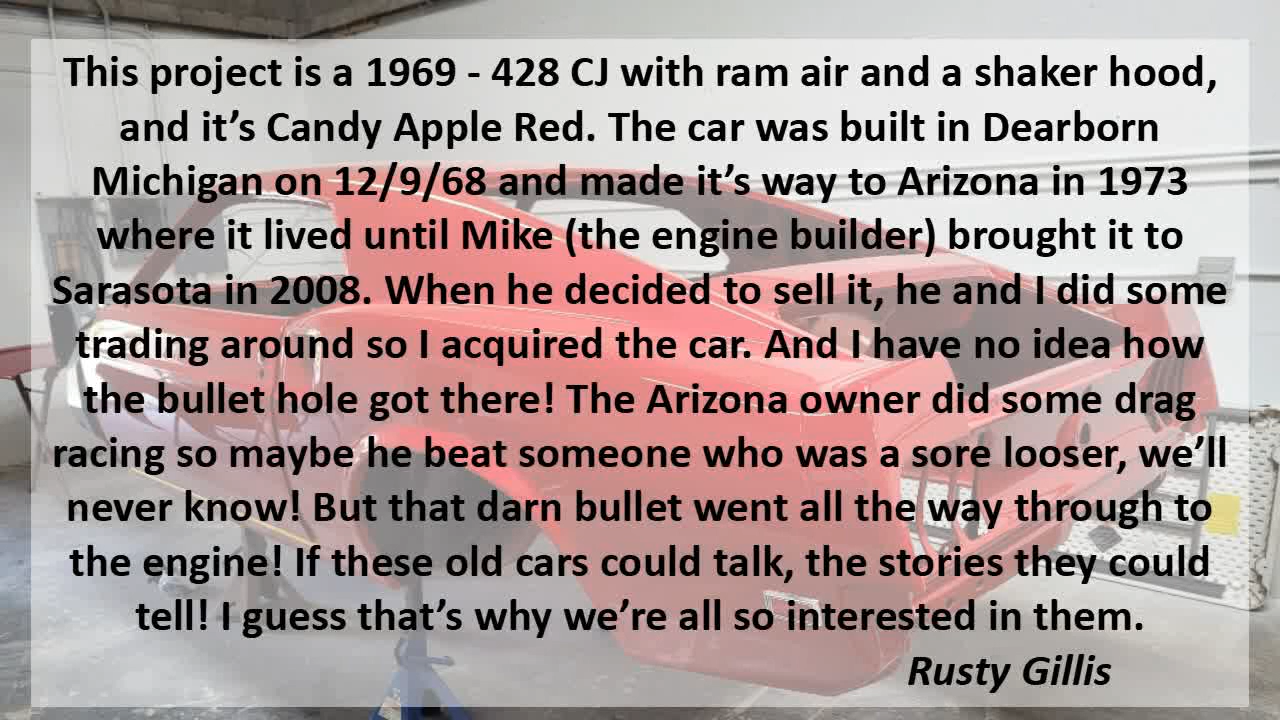 This project is a 1969 - 428 CJ with ram air and a shaker hood,
and it’s Candy Apple Red. The car was built in Dearborn
Michigan on 12/9/68 and made it’s way to Arizona in 1973
where it lived until Mike (the engine builder) brought it to
Sarasota in 2008. When he decided to sell it, he and I did some
trading around so I acquired the car. And I have no idea how
the bullet hole got there! The Arizona owner did some drag
racing so maybe he beat someone who was a sore looser, we’ll
never know! But that darn bullet went all the way through to
the engine! If these old cars could talk, the stories they could
tell! I guess that’s why we’re all so interested in them.
Rusty Gillis